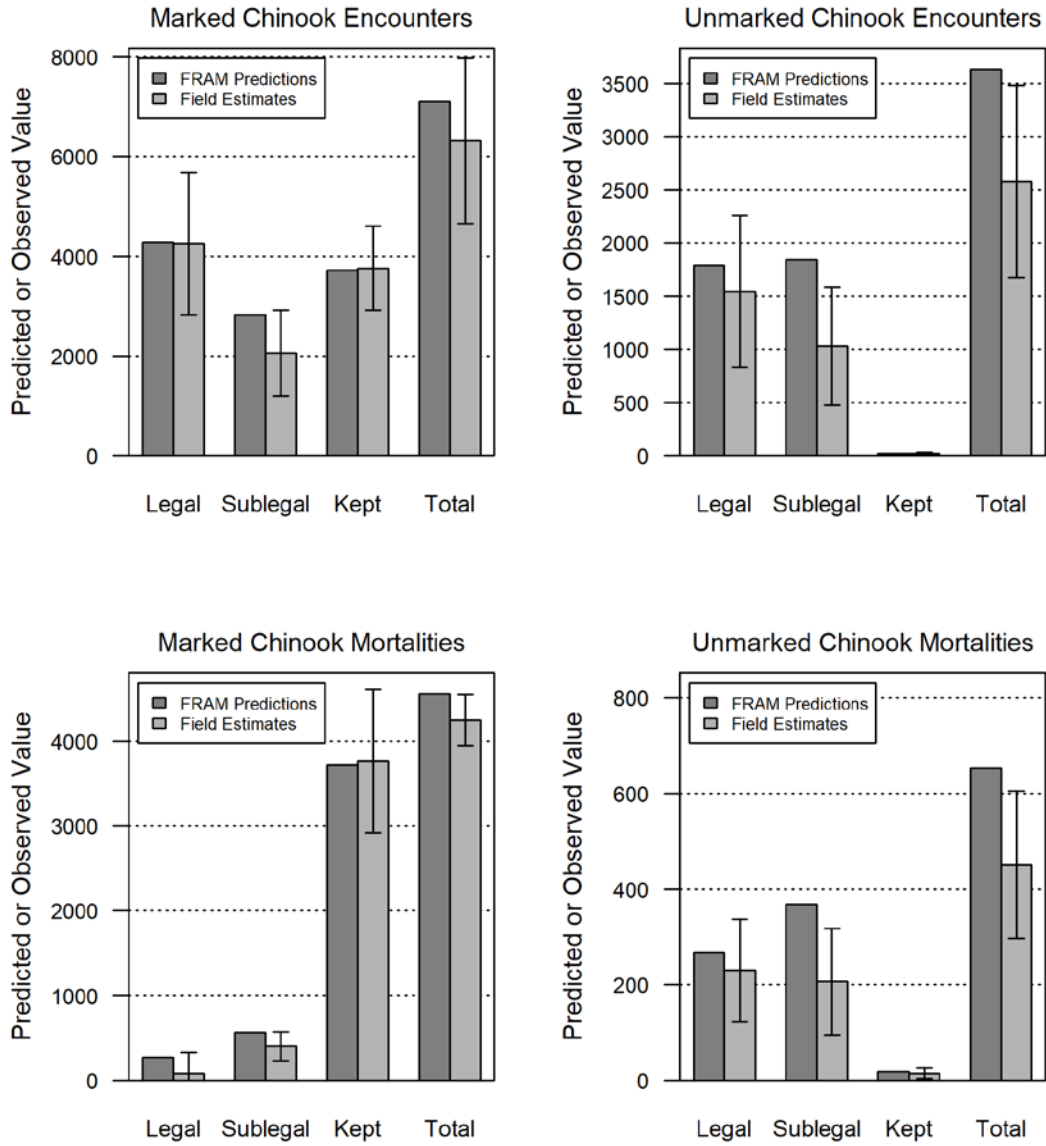 Marked Chinook Encounters
Predicted or Observed Value
8000
6000
4000
2000
0
FRAM Predictions
Field Estimates
Legal Sublegal Kept Total
Unmarked Chinook Encounters
Predicted or Observed Value
3500
3000
2500
2000
1500
1000
500
0
FRAM Predictions
Field Estimates
Legal Sublegal Kept Total
Marked Chinook Mortalities
Predicted or Observed Value
4000
3000
2000
1000
0
FRAM Predictions
Field Estimates
Legal Sublegal Kept Total
Unmarked Chinook Mortalities
Predicted or Observed Value
800
600
400
200
0
FRAM Predictions
Field Estimates
Legal Sublegal Kept Total